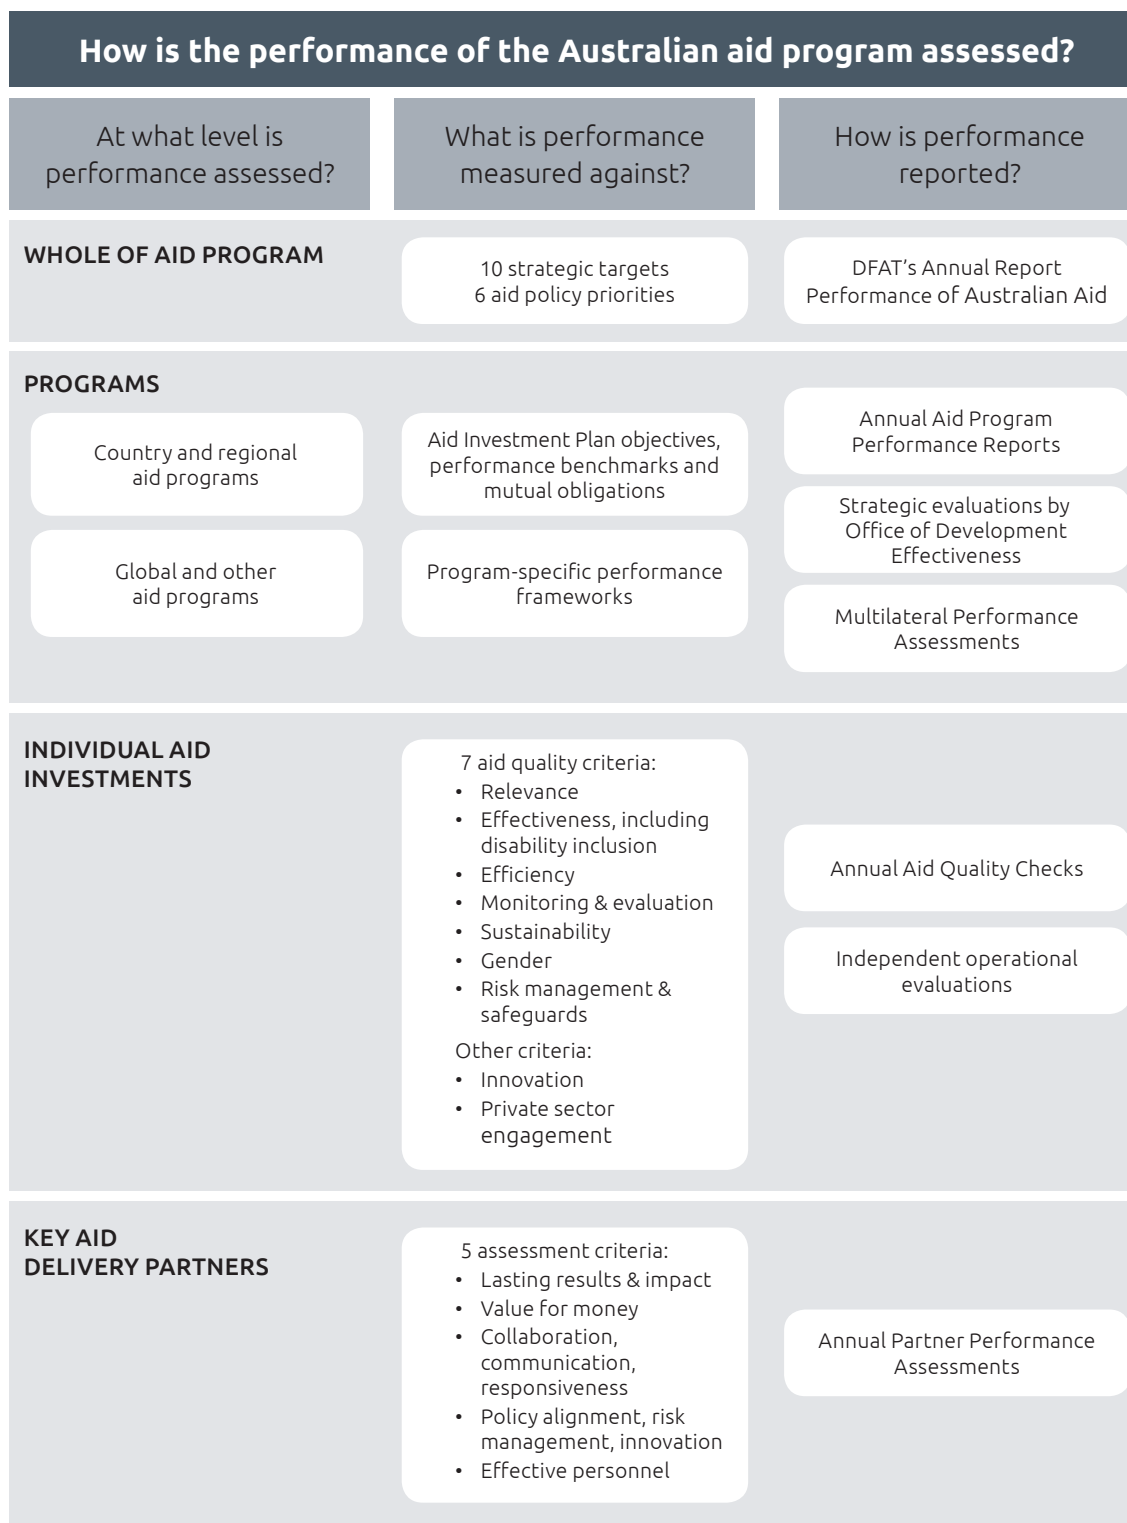 How is the performance of the Australian aid program assessed?
At what level is
performance assessed?
What is performance
measured against?
How is performance
reported?
WHOLE OF AID PROGRAM
10 strategic targets
6 aid policy priorities
DFAT’s Annual Report
Performance of Australian Aid
PROGRAMS
Country and regional
aid programs
Global and other
aid programs
Aid Investment Plan objectives,
performance benchmarks and
mutual obligations
Program-specific performance
frameworks
Annual Aid Program
Performance Reports
Strategic evaluations by
Office of Development
Effectiveness
Multilateral Performance
Assessments
INDIVIDUAL AID
INVESTMENTS
7 aid quality criteria:
• Relevance
• Effectiveness, including
disability inclusion
• Efficiency
• Monitoring & evaluation
• Sustainability
• Gender
• Risk management &
safeguards
Other criteria:
• Innovation
• Private sector
engagement
Annual Aid Quality Checks
Independent operational
evaluations
KEY AID
DELIVERY PARTNERS
5 assessment criteria:
• Lasting results & impact
• Value for money
• Collaboration,
communication,
responsiveness
• Policy alignment, risk
management, innovation
• Effective personnel
Annual Partner Performance
Assessments